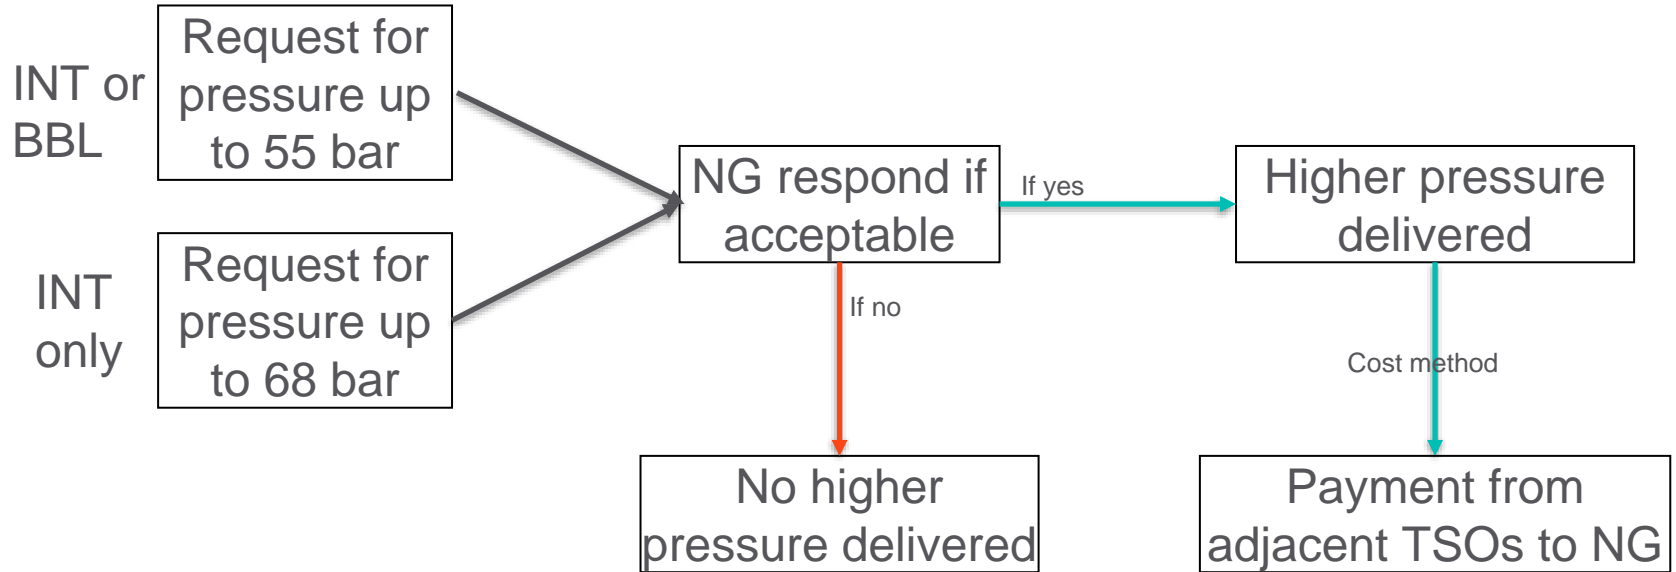 INT or
BBL
Request for
pressure up
to 55 bar
INT
only
Request for
pressure up
to 68 bar
NG respond if
acceptable
If yes
Higher pressure
delivered
If no
Cost method
No higher
pressure delivered
Payment from
adjacent TSOs to NG